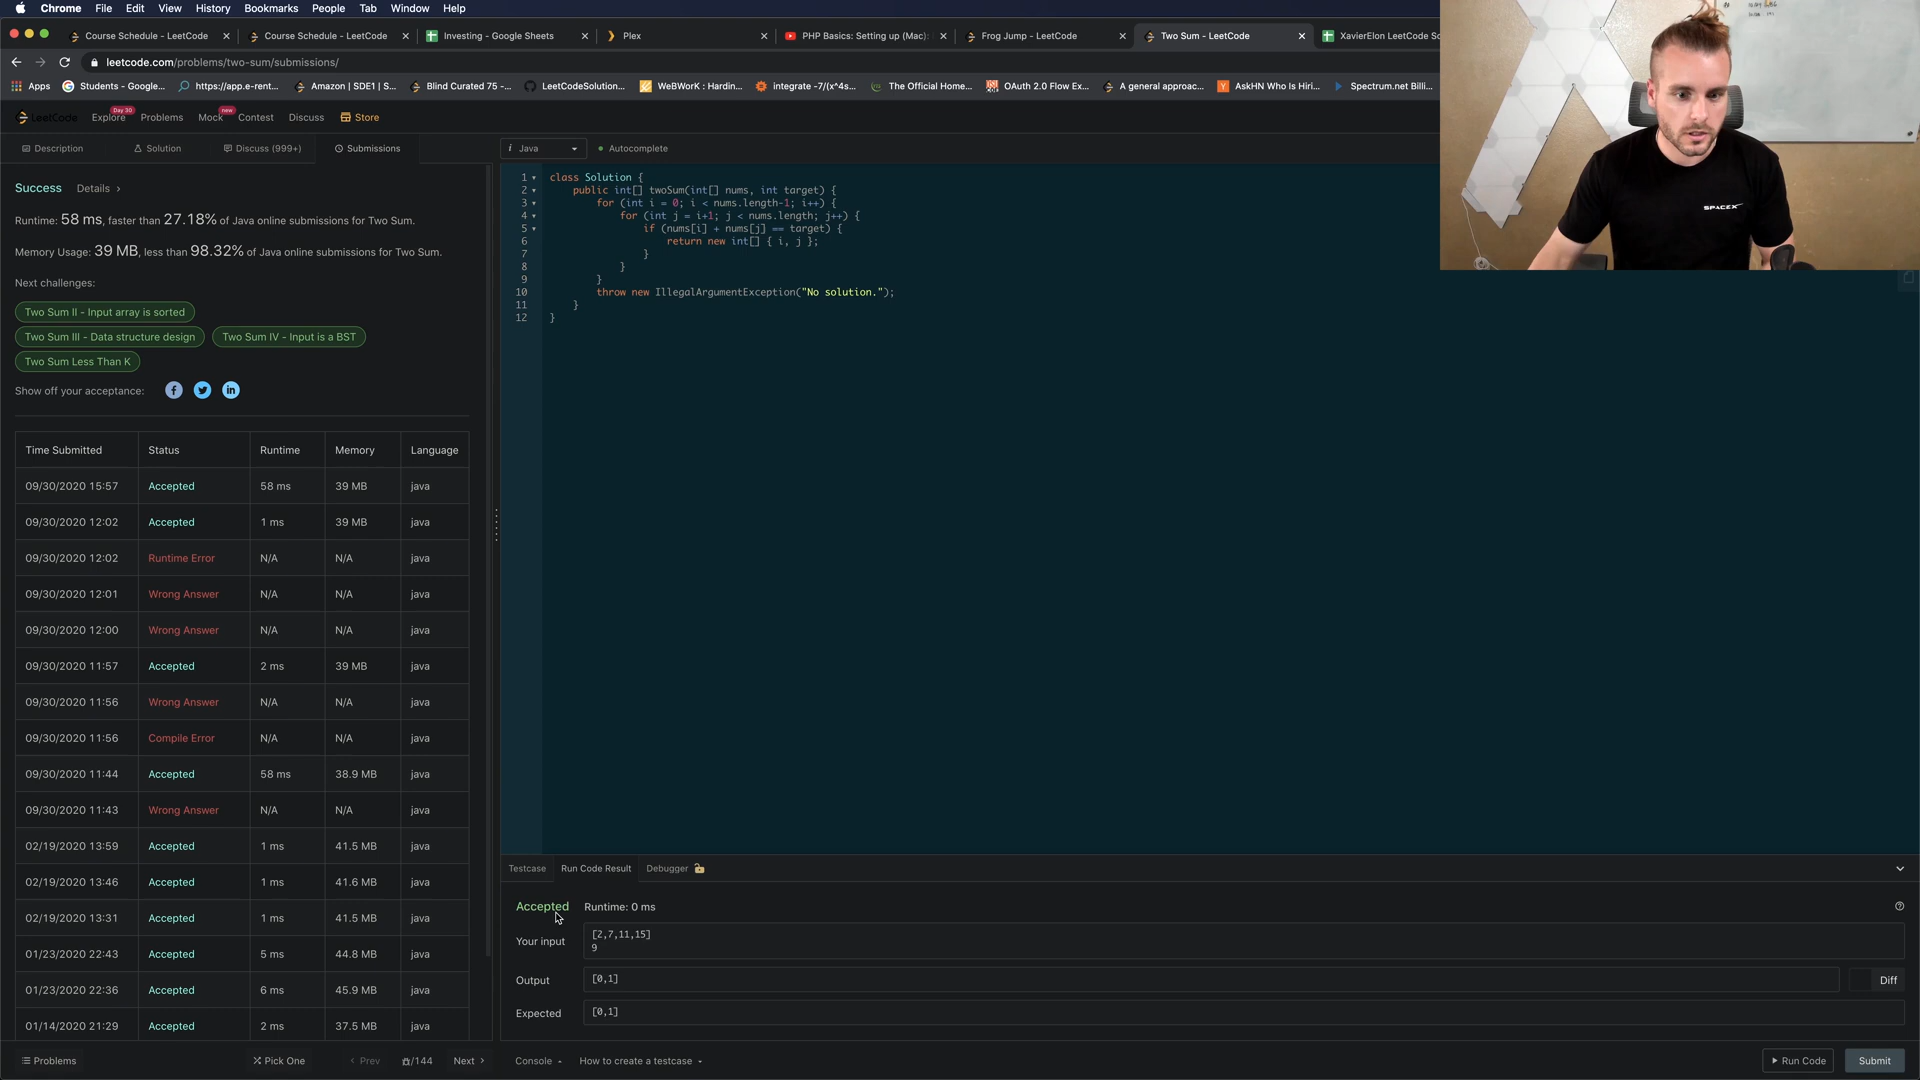 Chrome File Edit View History Bookmarks People Tab Window Help
Course Schedule - LeetCode
Course Schedule - LeetCode
Investing - Google Sheets
Plex
PHP Basics: Setting up (Mac):
Frog Jump - LeetCode
Two Sum - LeetCode
XavierElon LeetCode So
leetcode.com/problems/two-sum/submissions/
Apps
Students - Google...
https://app.e-rent...
Amazon | SDE1 | S...
Blind Curated 75 -...
LeetCodeSolution...
WeBWorK : Hardin...
integrate -7/(x^4s...
The Official Home...
OAuth 2.0 Flow Ex...
A general approac...
AskHN Who Is Hiri...
Spectrum.net Billi...
LeetCode
Explore
Day 30
Problems
Mock
new
Contest
Discuss
Store
Description
Solution
Discuss (999+)
Submissions
i Java
Autocomplete
Success Details ›
Runtime: 58 ms, faster than 27.18% of Java online submissions for Two Sum.
Memory Usage: 39 MB, less than 98.32% of Java online submissions for Two Sum.
Next challenges:
Two Sum II - Input array is sorted
Two Sum III - Data structure design
Two Sum IV - Input is a BST
Two Sum Less Than K
Show off your acceptance:
Time Submitted Status Runtime Memory Language
09/30/2020 15:57 Accepted 58 ms 39 MB java
09/30/2020 12:02 Accepted 1 ms 39 MB java
09/30/2020 12:02 Runtime Error N/A N/A java
09/30/2020 12:01 Wrong Answer N/A N/A java
09/30/2020 12:00 Wrong Answer N/A N/A java
09/30/2020 11:57 Accepted 2 ms 39 MB java
09/30/2020 11:56 Wrong Answer N/A N/A java
09/30/2020 11:56 Compile Error N/A N/A java
09/30/2020 11:44 Accepted 58 ms 38.9 MB java
09/30/2020 11:43 Wrong Answer N/A N/A java
02/19/2020 13:59 Accepted 1 ms 41.5 MB java
02/19/2020 13:46 Accepted 1 ms 41.6 MB java
02/19/2020 13:31 Accepted 1 ms 41.5 MB java
01/23/2020 22:43 Accepted 5 ms 44.8 MB java
01/23/2020 22:36 Accepted 6 ms 45.9 MB java
01/14/2020 21:29 Accepted 2 ms 37.5 MB java
Problems
Pick One
‹ Prev
/144
Next ›
1 class Solution {
2 public int[] twoSum(int[] nums, int target) {
3 for (int i = 0; i < nums.length-1; i++) {
4 for (int j = i+1; j < nums.length; j++) {
5 if (nums[i] + nums[j] == target) {
6 return new int[] { i, j };
7 }
8 }
9 }
10 throw new IllegalArgumentException("No solution.");
11 }
12 }
SPACEX
Testcase
Run Code Result
Debugger
Accepted Runtime: 0 ms
Your input
[2,7,11,15]
9
Output
[0,1]
Diff
Expected
[0,1]
Console
How to create a testcase
Run Code
Submit